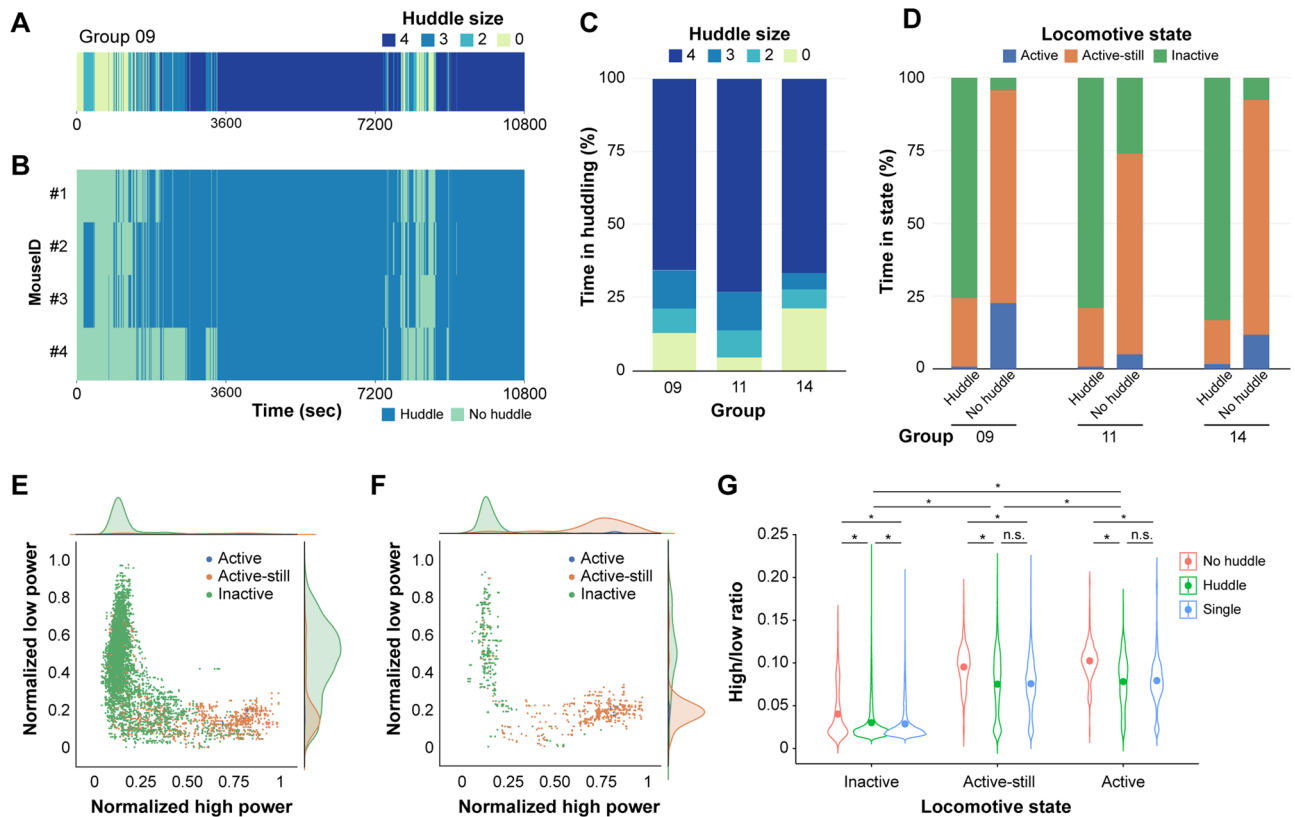 A
Huddle size
Group 09
4 3 2 0
0 3600 7200 10800
B
MouseID
#1
#2
#3
#4
0 3600 7200 10800
Time (sec)
Huddle No huddle
C
Huddle size
4 3 2 0
Time in huddling (%)
100
75
50
25
0
09 11 14
Group
D
Locomotive state
Active Active-still Inactive
Time in state (%)
100
75
50
25
0
Huddle No huddle Huddle No huddle Huddle No huddle
Group 09 11 14
E
Normalized low power
1.0
0.8
0.6
0.4
0.2
0
Active
Active-still
Inactive
0 0.25 0.50 0.75 1
Normalized high power
F
Normalized low power
1.0
0.8
0.6
0.4
0.2
0
Active
Active-still
Inactive
0 0.25 0.50 0.75 1
Normalized high power
G
High/low ratio
*
* *
* * *
* * * n.s. * n.s.
0.25
0.20
0.15
0.10
0.05
0
No huddle
Huddle
Single
Inactive Active-still Active
Locomotive state